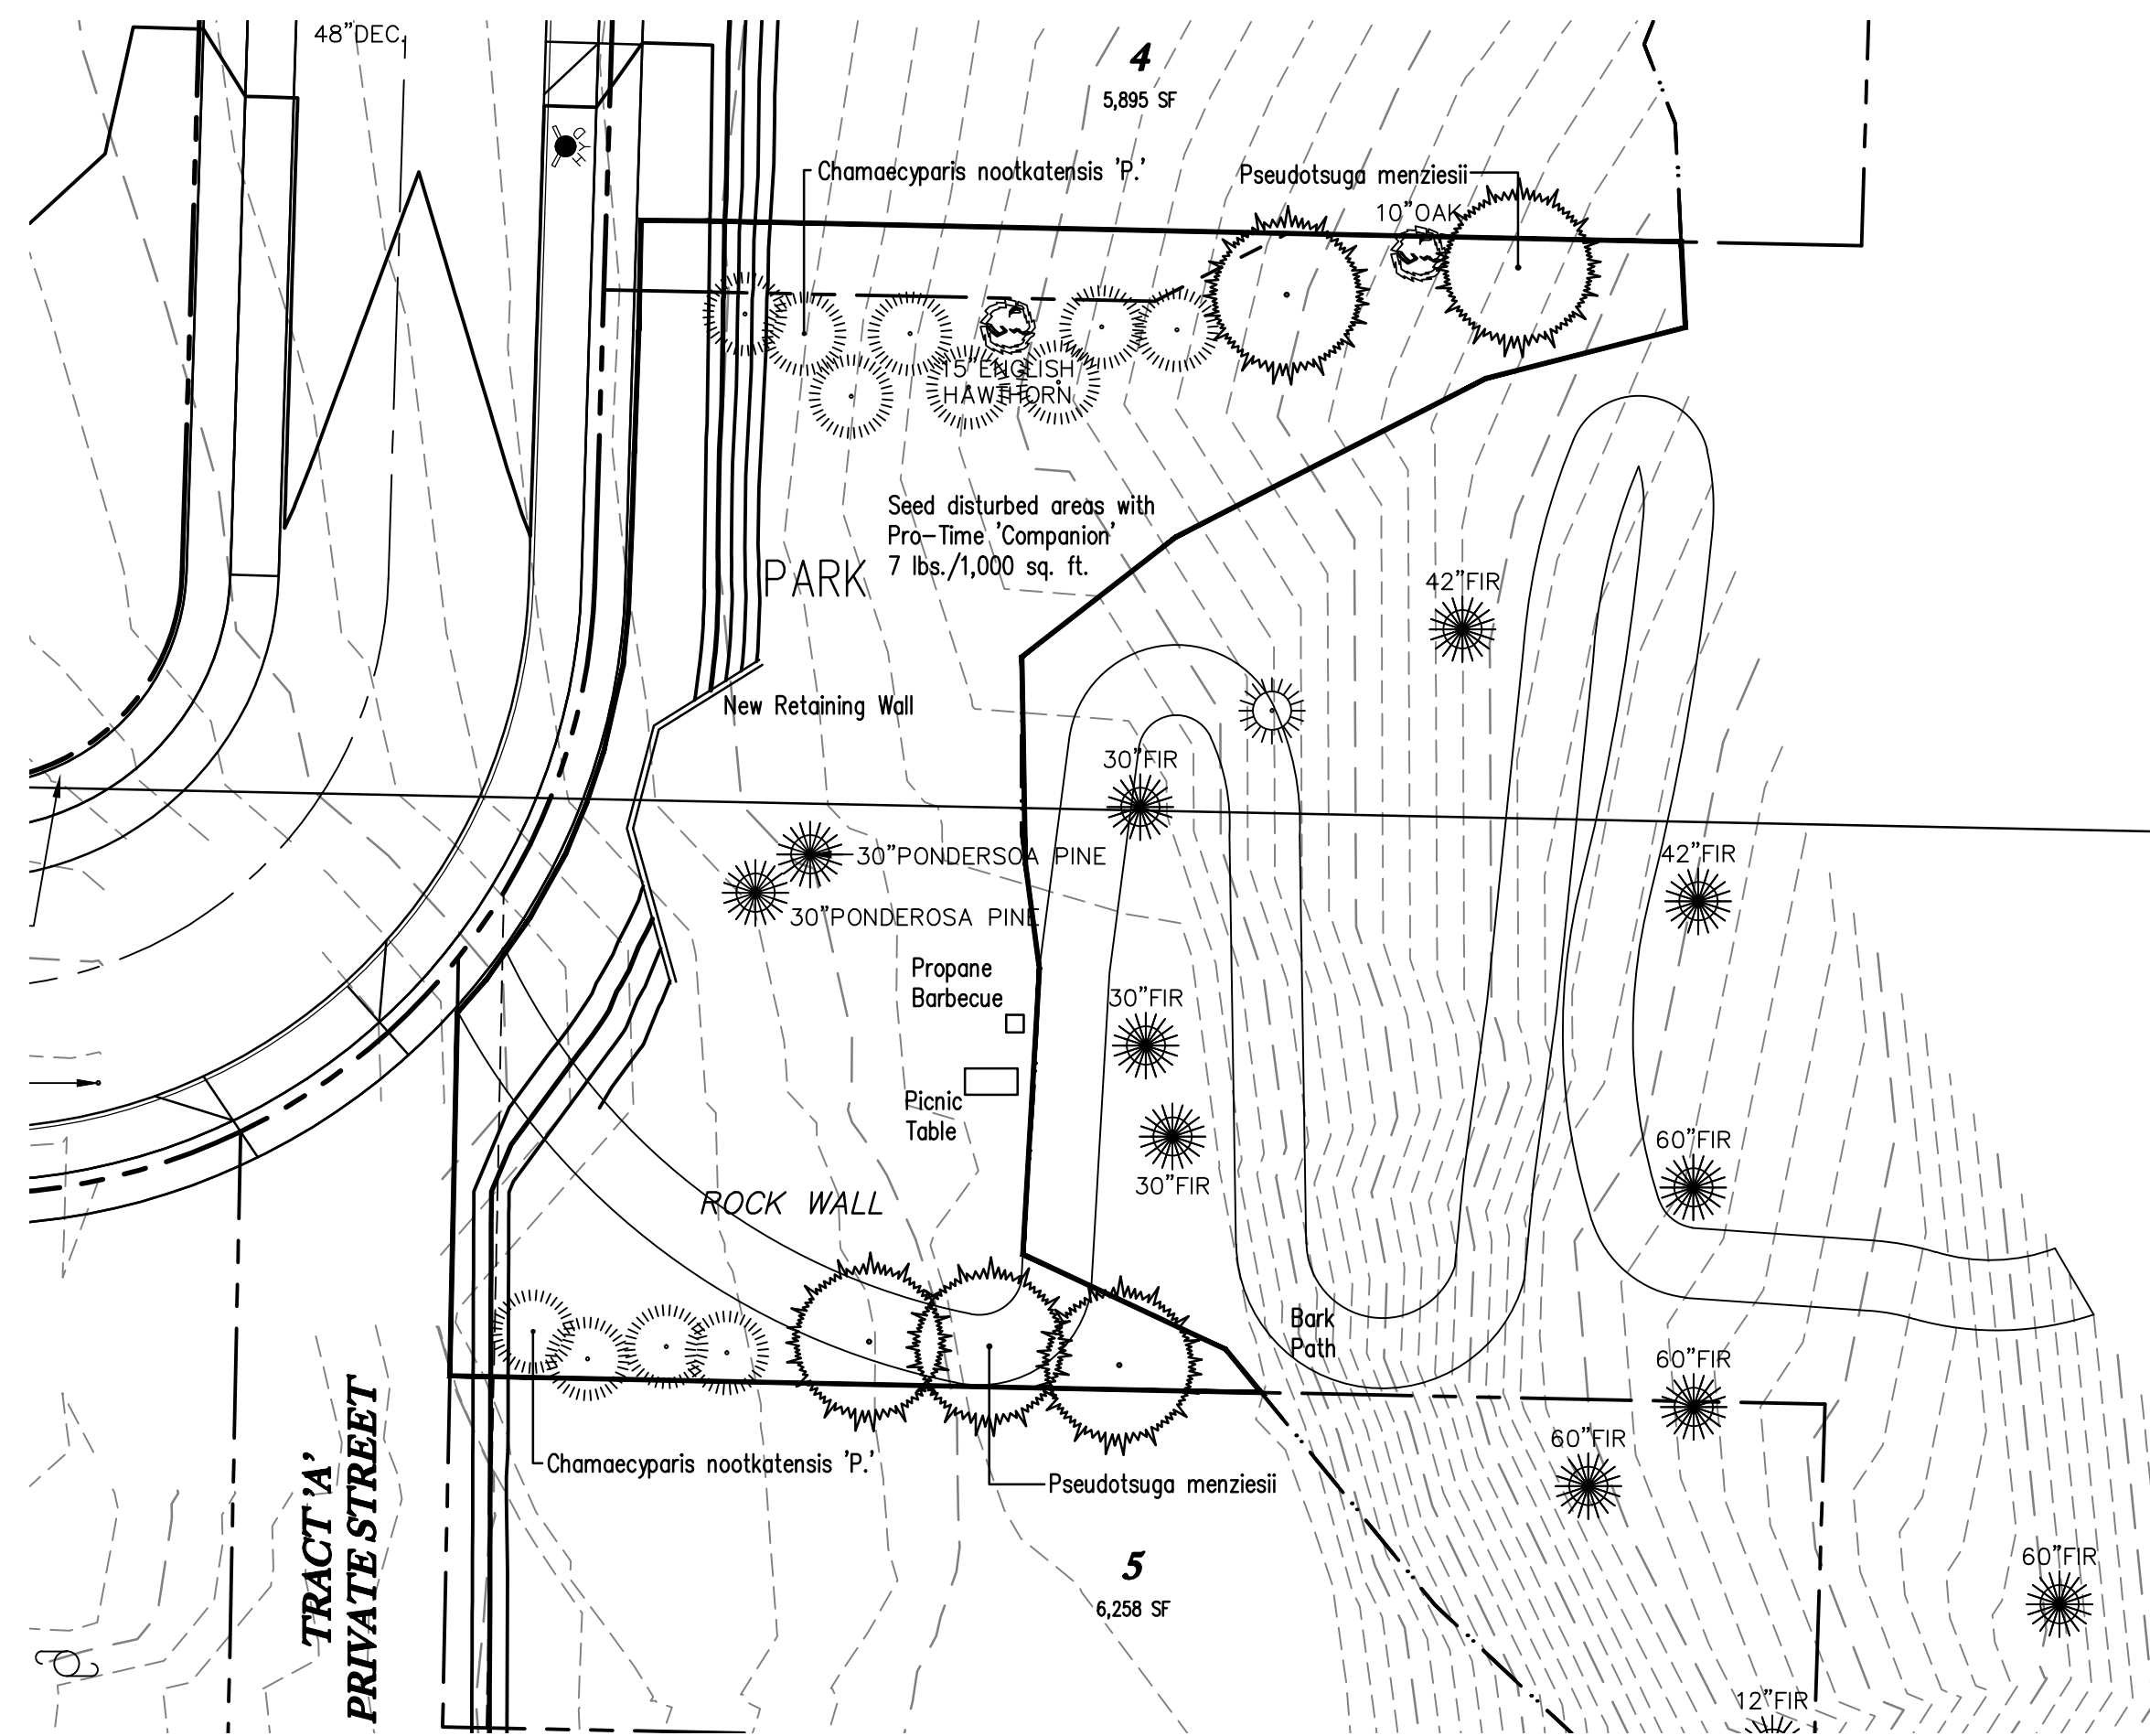 48"DEC.
4
5,895 SF
HYD
Chamaecyparis nootkatensis 'P.'
Pseudotsuga menziesii
10"OAK
15"ENGLISH
HAWTHORN
Seed disturbed areas with
Pro-Time 'Companion'
7 lbs./1,000 sq. ft.
PARK
42"FIR
New Retaining Wall
30"FIR
30"PONDERSOA PINE
42"FIR
30"PONDEROSA PINE
Propane
Barbecue
30"FIR
Picnic
Table
60"FIR
30"FIR
ROCK WALL
Bark
Path
60"FIR
60"FIR
Chamaecyparis nootkatensis 'P.'
Pseudotsuga menziesii
TRACT 'A'
PRIVATE STREET
5
6,258 SF
60"FIR
12"FIR